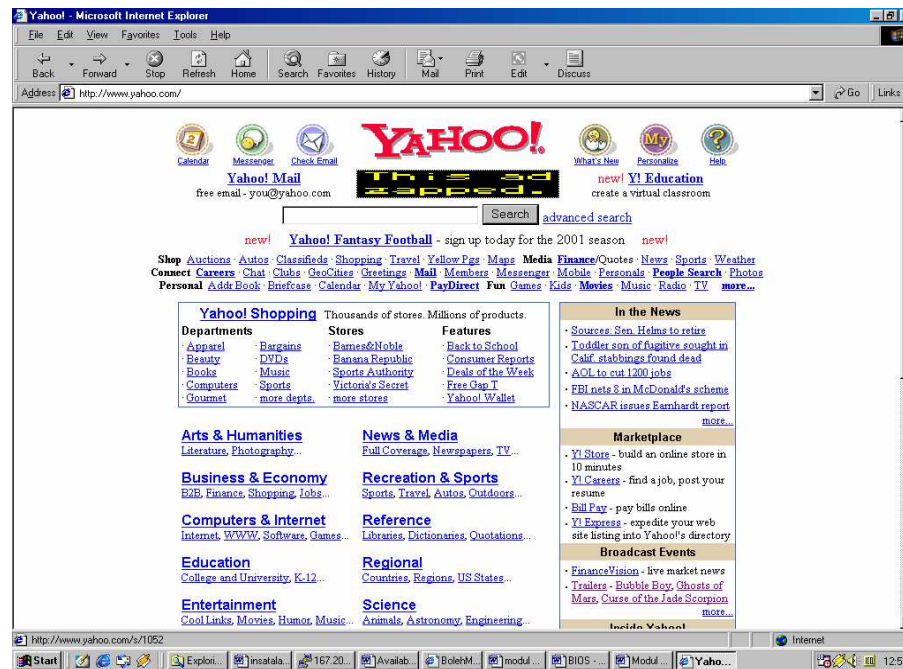 Yahoo! - Microsoft Internet Explorer
File Edit View Favorites Tools Help
Back Forward Stop Refresh Home Search Favorites History Mail Print Edit Discuss
Address http://www.yahoo.com/ Go Links
Calendar Messenger Check Email YAHOO! What's New Personalize Help
Yahoo! Mail
free email - you@yahoo.com
This ad zapped.
new! Y! Education
create a virtual classroom
Search advanced search
new! Yahoo! Fantasy Football - sign up today for the 2001 season new!
Shop Auctions · Autos · Classifieds · Shopping · Travel · Yellow Pgs · Maps Media Finance/Quotes · News · Sports · Weather
Connect Careers · Chat · Clubs · GeoCities · Greetings · Mail · Members · Messenger · Mobile · Personals · People Search · Photos
Personal Addr Book · Briefcase · Calendar · My Yahoo! · PayDirect Fun Games · Kids · Movies · Music · Radio · TV more...
Yahoo! Shopping Thousands of stores. Millions of products.
Departments Stores Features
· Apparel · Bargains · Barnes&Noble · Back to School
· Beauty · DVDs · Banana Republic · Consumer Reports
· Books · Music · Sports Authority · Deals of the Week
· Computers · Sports · Victoria's Secret · Free Gap T
· Gourmet · more depts. · more stores · Yahoo! Wallet
Arts & Humanities
Literature, Photography...
News & Media
Full Coverage, Newspapers, TV...
Business & Economy
B2B, Finance, Shopping, Jobs...
Recreation & Sports
Sports, Travel, Autos, Outdoors...
Computers & Internet
Internet, WWW, Software, Games...
Reference
Libraries, Dictionaries, Quotations...
Education
College and University, K-12...
Regional
Countries, Regions, US States...
Entertainment
Cool Links, Movies, Humor, Music...
Science
Animals, Astronomy, Engineering...
In the News
· Sources: Sen. Helms to retire
· Toddler son of fugitive sought in
Calif. stabbings found dead
· AOL to cut 1200 jobs
· FBI nets 8 in McDonald's scheme
· NASCAR issues Earnhardt report
more...
Marketplace
· Y! Store - build an online store in
10 minutes
· Y! Careers - find a job, post your
resume
· Bill Pay - pay bills online
· Y! Express - expedite your web
site listing into Yahoo!'s directory
Broadcast Events
· FinanceVision - live market news
· Trailers - Bubble Boy, Ghosts of
Mars, Curse of the Jade Scorpion
more...
Inside Yahoo!
http://www.yahoo.com/s/1052 Internet
Start Explori... insatala... 167.20... Availab... BolehM... modul ... BIOS - ... Modul ... Yaho... 12:5